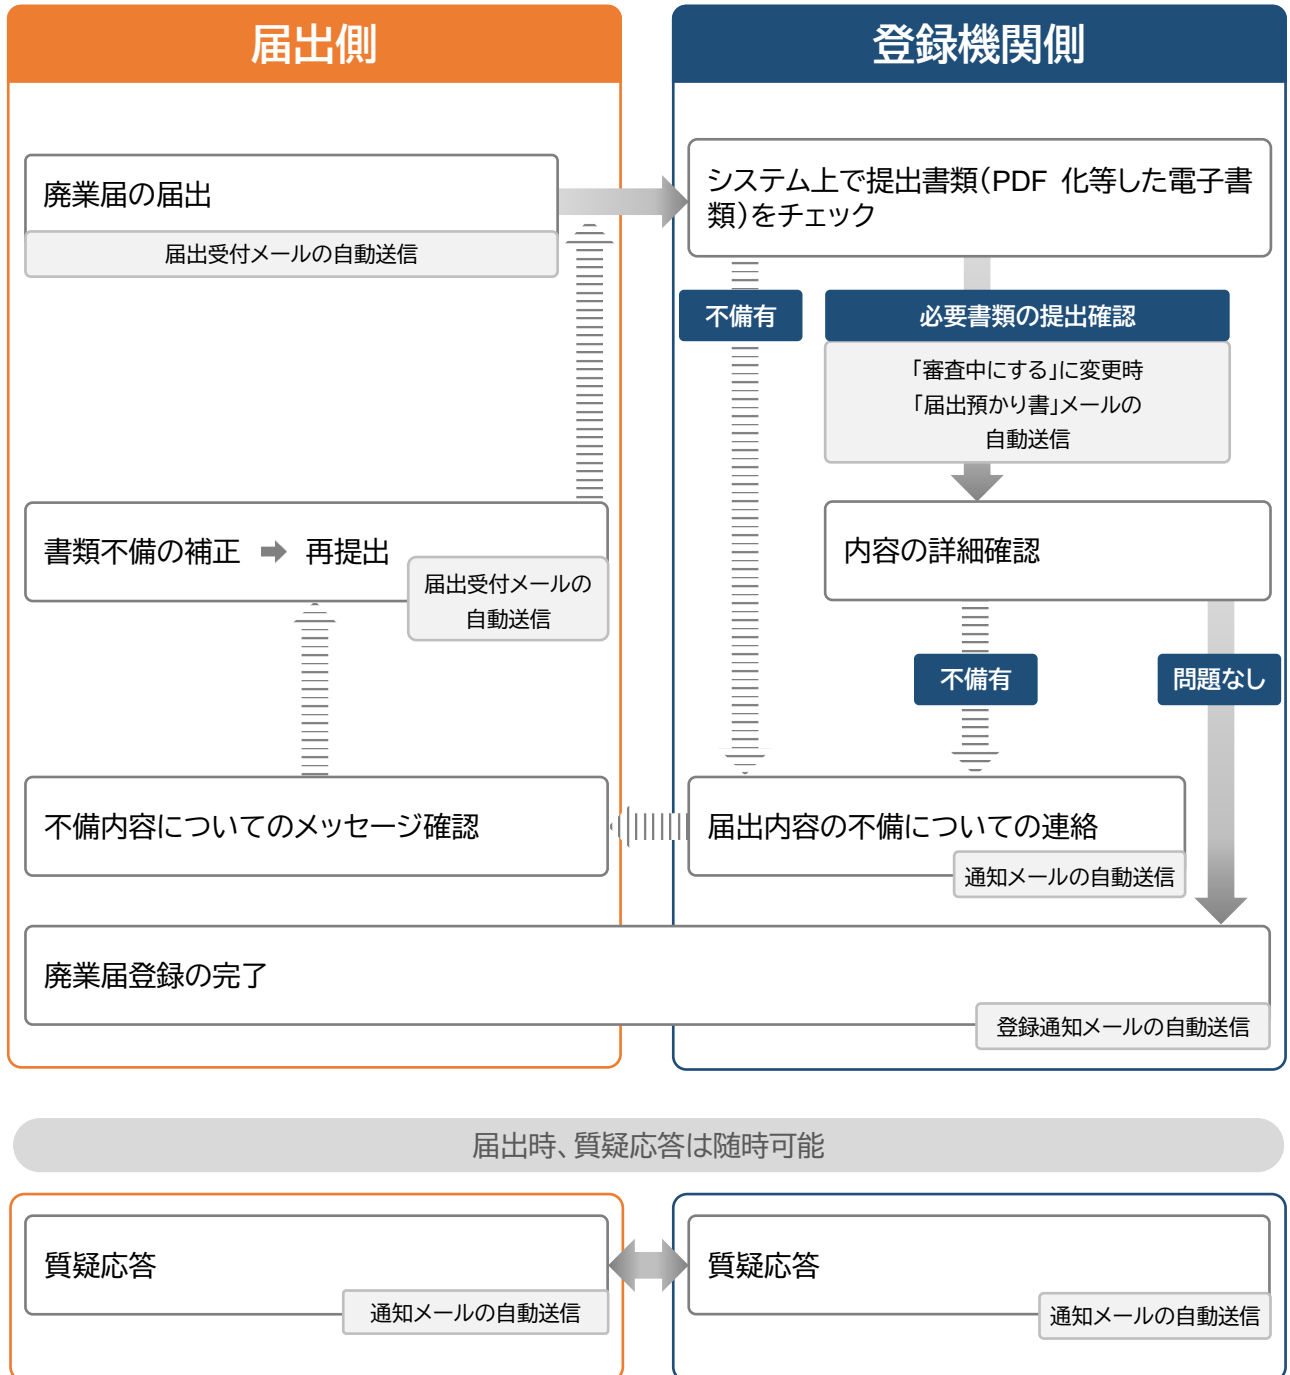 届出側
登録機関側
廃業届の届出
届出受付メールの自動送信
システム上で提出書類(PDF 化等した電子書
類)をチェック
不備有
必要書類の提出確認
「審査中にする」に変更時
「届出預かり書」メールの
自動送信
書類不備の補正 ➡ 再提出
届出受付メールの
自動送信
内容の詳細確認
不備有
問題なし
不備内容についてのメッセージ確認
届出内容の不備についての連絡
通知メールの自動送信
廃業届登録の完了
登録通知メールの自動送信
届出時、質疑応答は随時可能
質疑応答
通知メールの自動送信
質疑応答
通知メールの自動送信